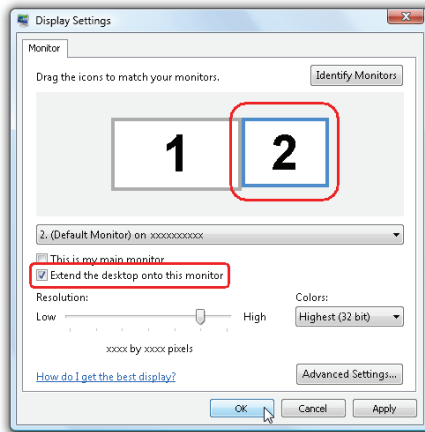 Display Settings
Monitor
Drag the icons to match your monitors.
Identify Monitors
1
2
2. (Default Monitor) on xxxxxxxxxx
This is my main monitor
Extend the desktop onto this monitor
Resolution:
Low
High
xxxx by xxxx pixels
Colors:
Highest (32 bit)
How do I get the best display?
Advanced Settings...
OK
Cancel
Apply